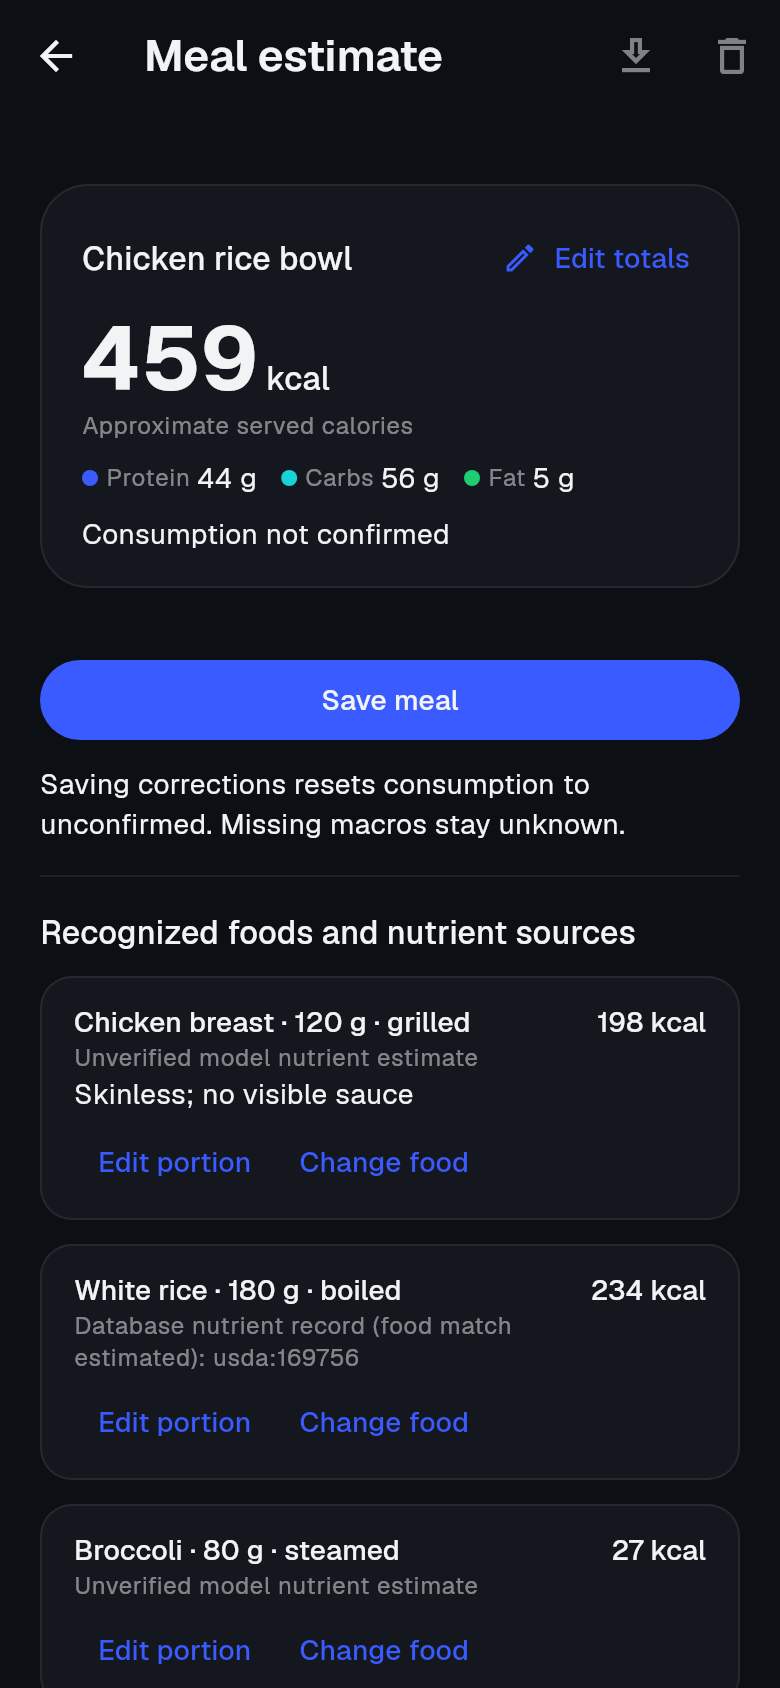 Meal estimate
Chicken rice bowl
Edit totals
459 kcal
Approximate served calories
Protein 44 g Carbs 56 g Fat 5 g
Consumption not confirmed
Save meal
Saving corrections resets consumption to
unconfirmed. Missing macros stay unknown.
Recognized foods and nutrient sources
Chicken breast · 120 g · grilled 198 kcal
Unverified model nutrient estimate
Skinless; no visible sauce
Edit portion Change food
White rice · 180 g · boiled 234 kcal
Database nutrient record (food match
estimated): usda:169756
Edit portion Change food
Broccoli · 80 g · steamed 27 kcal
Unverified model nutrient estimate
Edit portion Change food